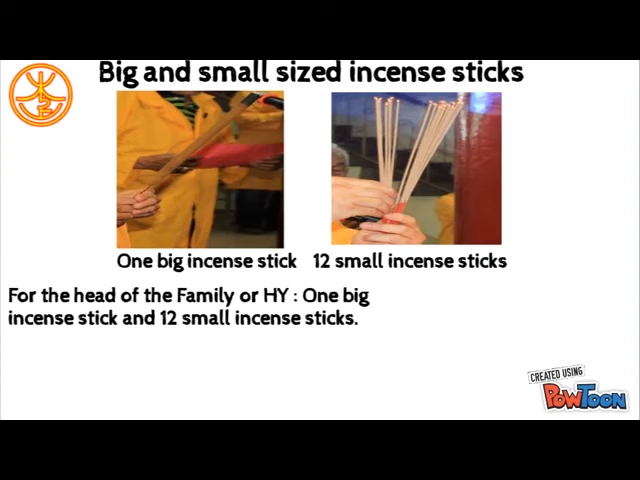 Big and small sized incense sticks
One big incense stick
12 small incense sticks
For the head of the Family or HY : One big
incense stick and 12 small incense sticks.
CREATED USING
POWTOON